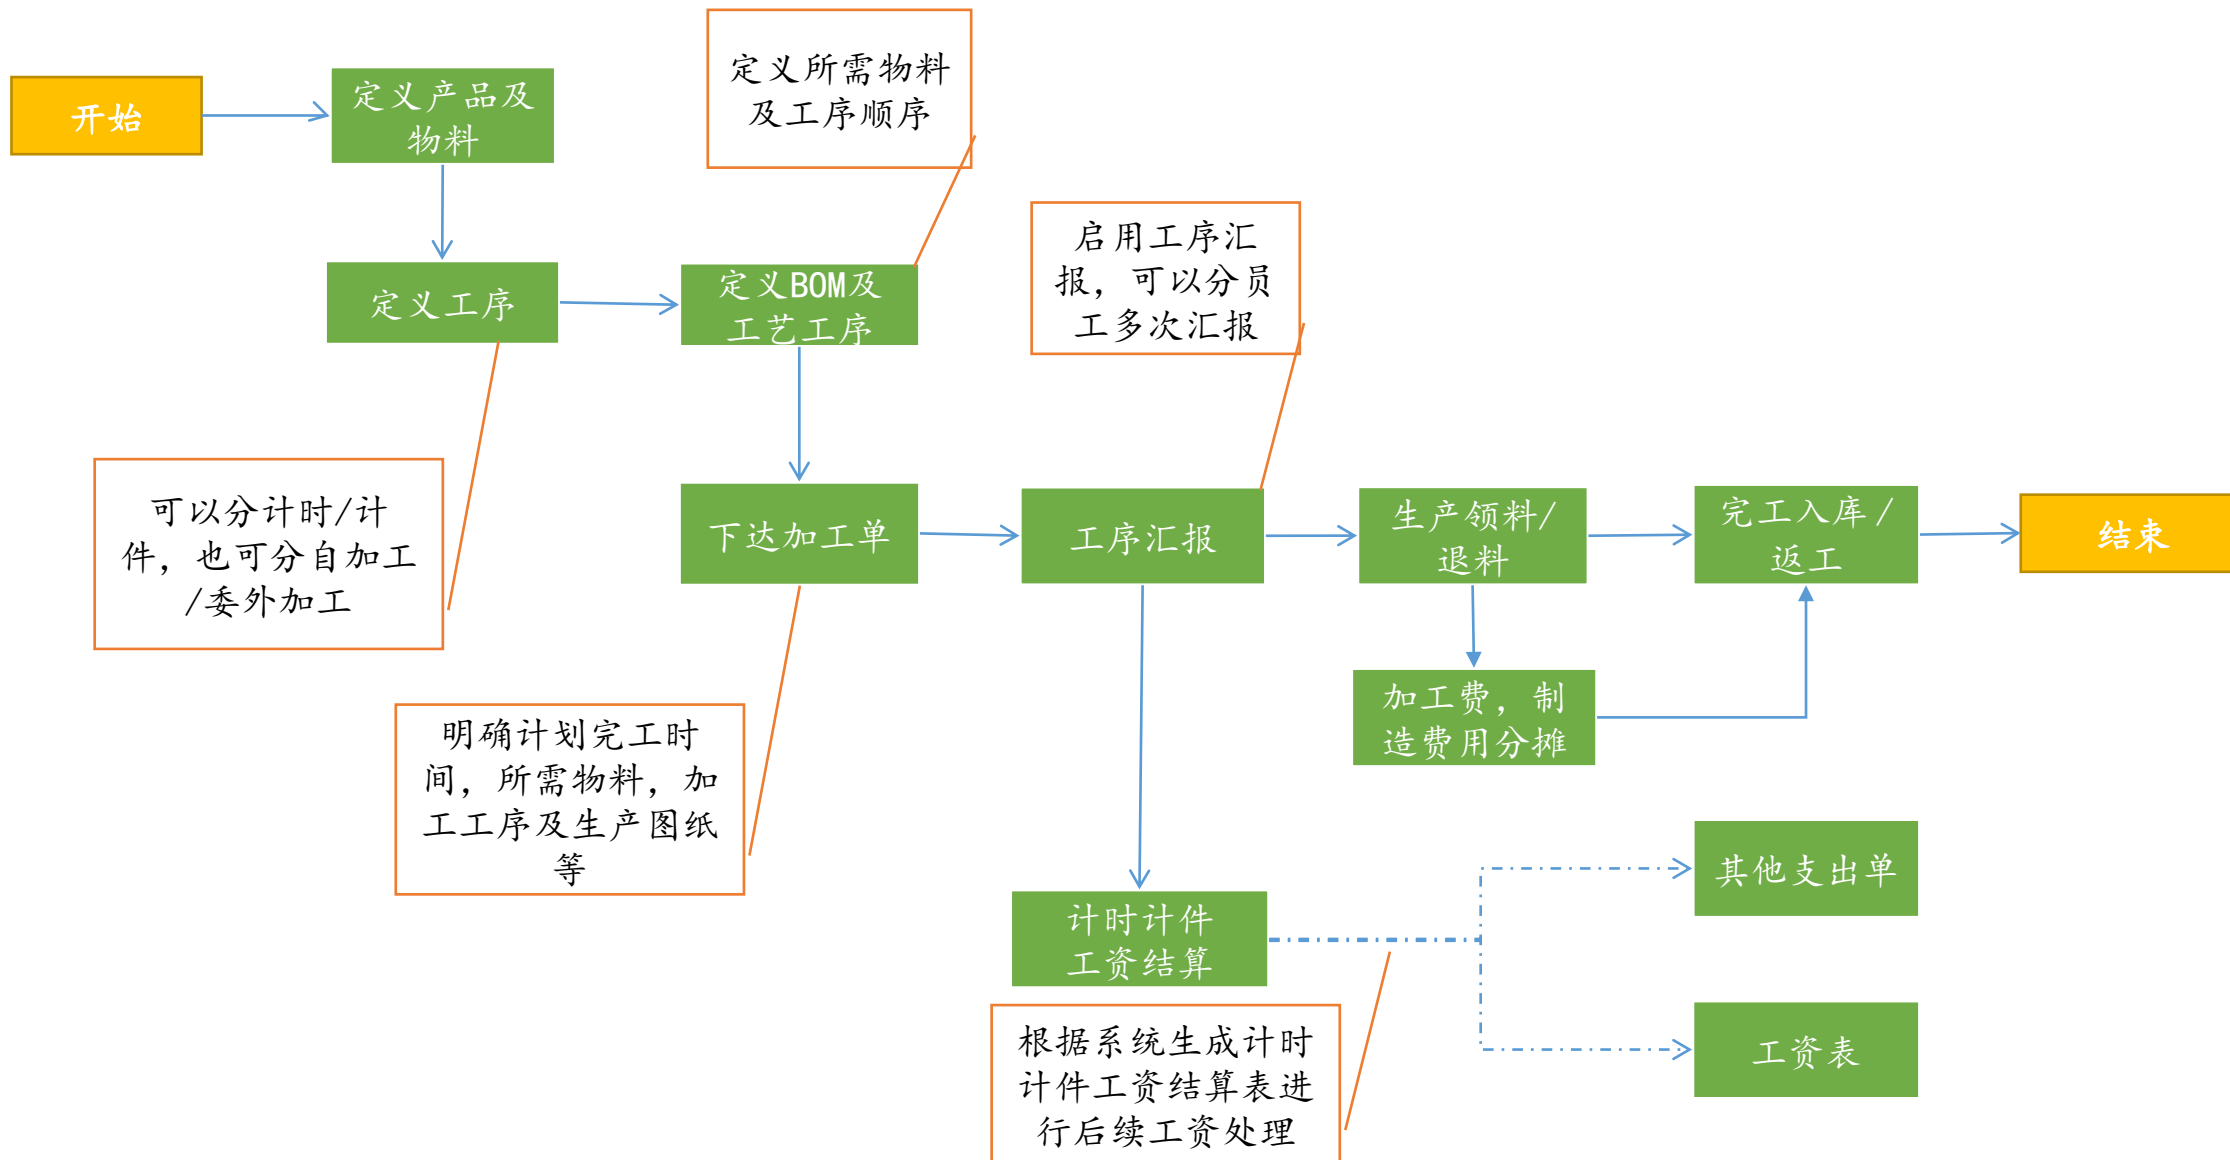 开始
定义产品及
物料
定义所需物料
及工序顺序
定义工序
定义BOM及
工艺工序
启用工序汇
报，可以分员
工多次汇报
可以分计时/计
件，也可分自加工
/委外加工
下达加工单
工序汇报
生产领料/
退料
完工入库/
返工
结束
明确计划完工时
间，所需物料，加
工工序及生产图纸
等
加工费，制
造费用分摊
计时计件
工资结算
其他支出单
根据系统生成计时
计件工资结算表进
行后续工资处理
工资表